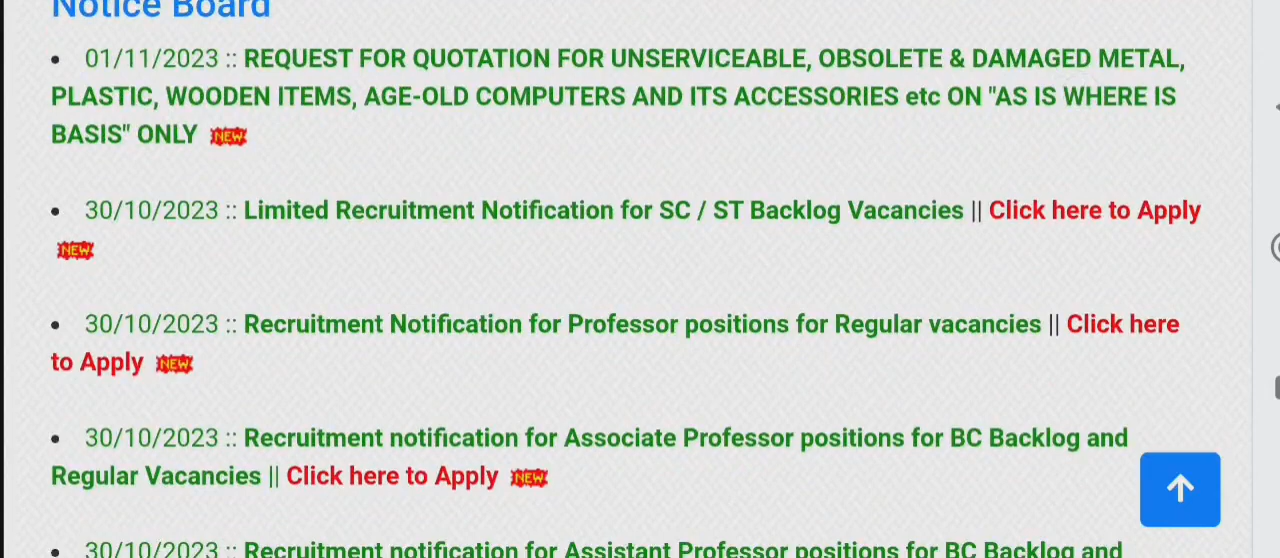 Notice Board
01/11/2023 :: REQUEST FOR QUOTATION FOR UNSERVICEABLE, OBSOLETE & DAMAGED METAL,
PLASTIC, WOODEN ITEMS, AGE-OLD COMPUTERS AND ITS ACCESSORIES etc ON "AS IS WHERE IS
BASIS" ONLY NEW
30/10/2023 :: Limited Recruitment Notification for SC / ST Backlog Vacancies || Click here to Apply
NEW
30/10/2023 :: Recruitment Notification for Professor positions for Regular vacancies || Click here
to Apply NEW
30/10/2023 :: Recruitment notification for Associate Professor positions for BC Backlog and
Regular Vacancies || Click here to Apply NEW
30/10/2023 :: Recruitment notification for Assistant Professor positions for BC Backlog and